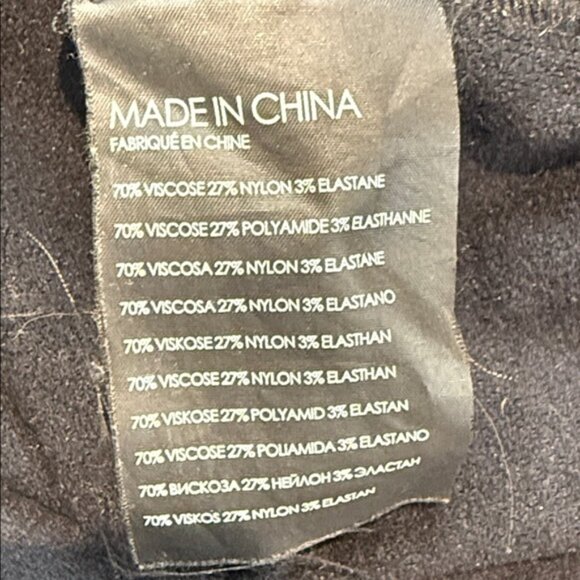 MADE IN CHINA
FABRIQUÉ EN CHINE
70% VISCOSE 27% NYLON 3% ELASTANE
70% VISCOSE 27% POLYAMIDE 3% ELASTHANNE
70% VISCOSA 27% NYLON 3% ELASTANE
70% VISCOSA 27% NYLON 3% ELASTANO
70% VISKOSE 27% NYLON 3% ELASTHAN
70% VISCOSE 27% NYLON 3% ELASTHAN
70% VISKOSE 27% POLYAMID 3% ELASTAN
70% VISCOSE 27% POLIAMIDA 3% ELASTANO
70% ВИСКОЗА 27% НЕЙЛОН 3% ЭЛАСТАН
70% VISKOS 27% NYLON 3% ELASTAN